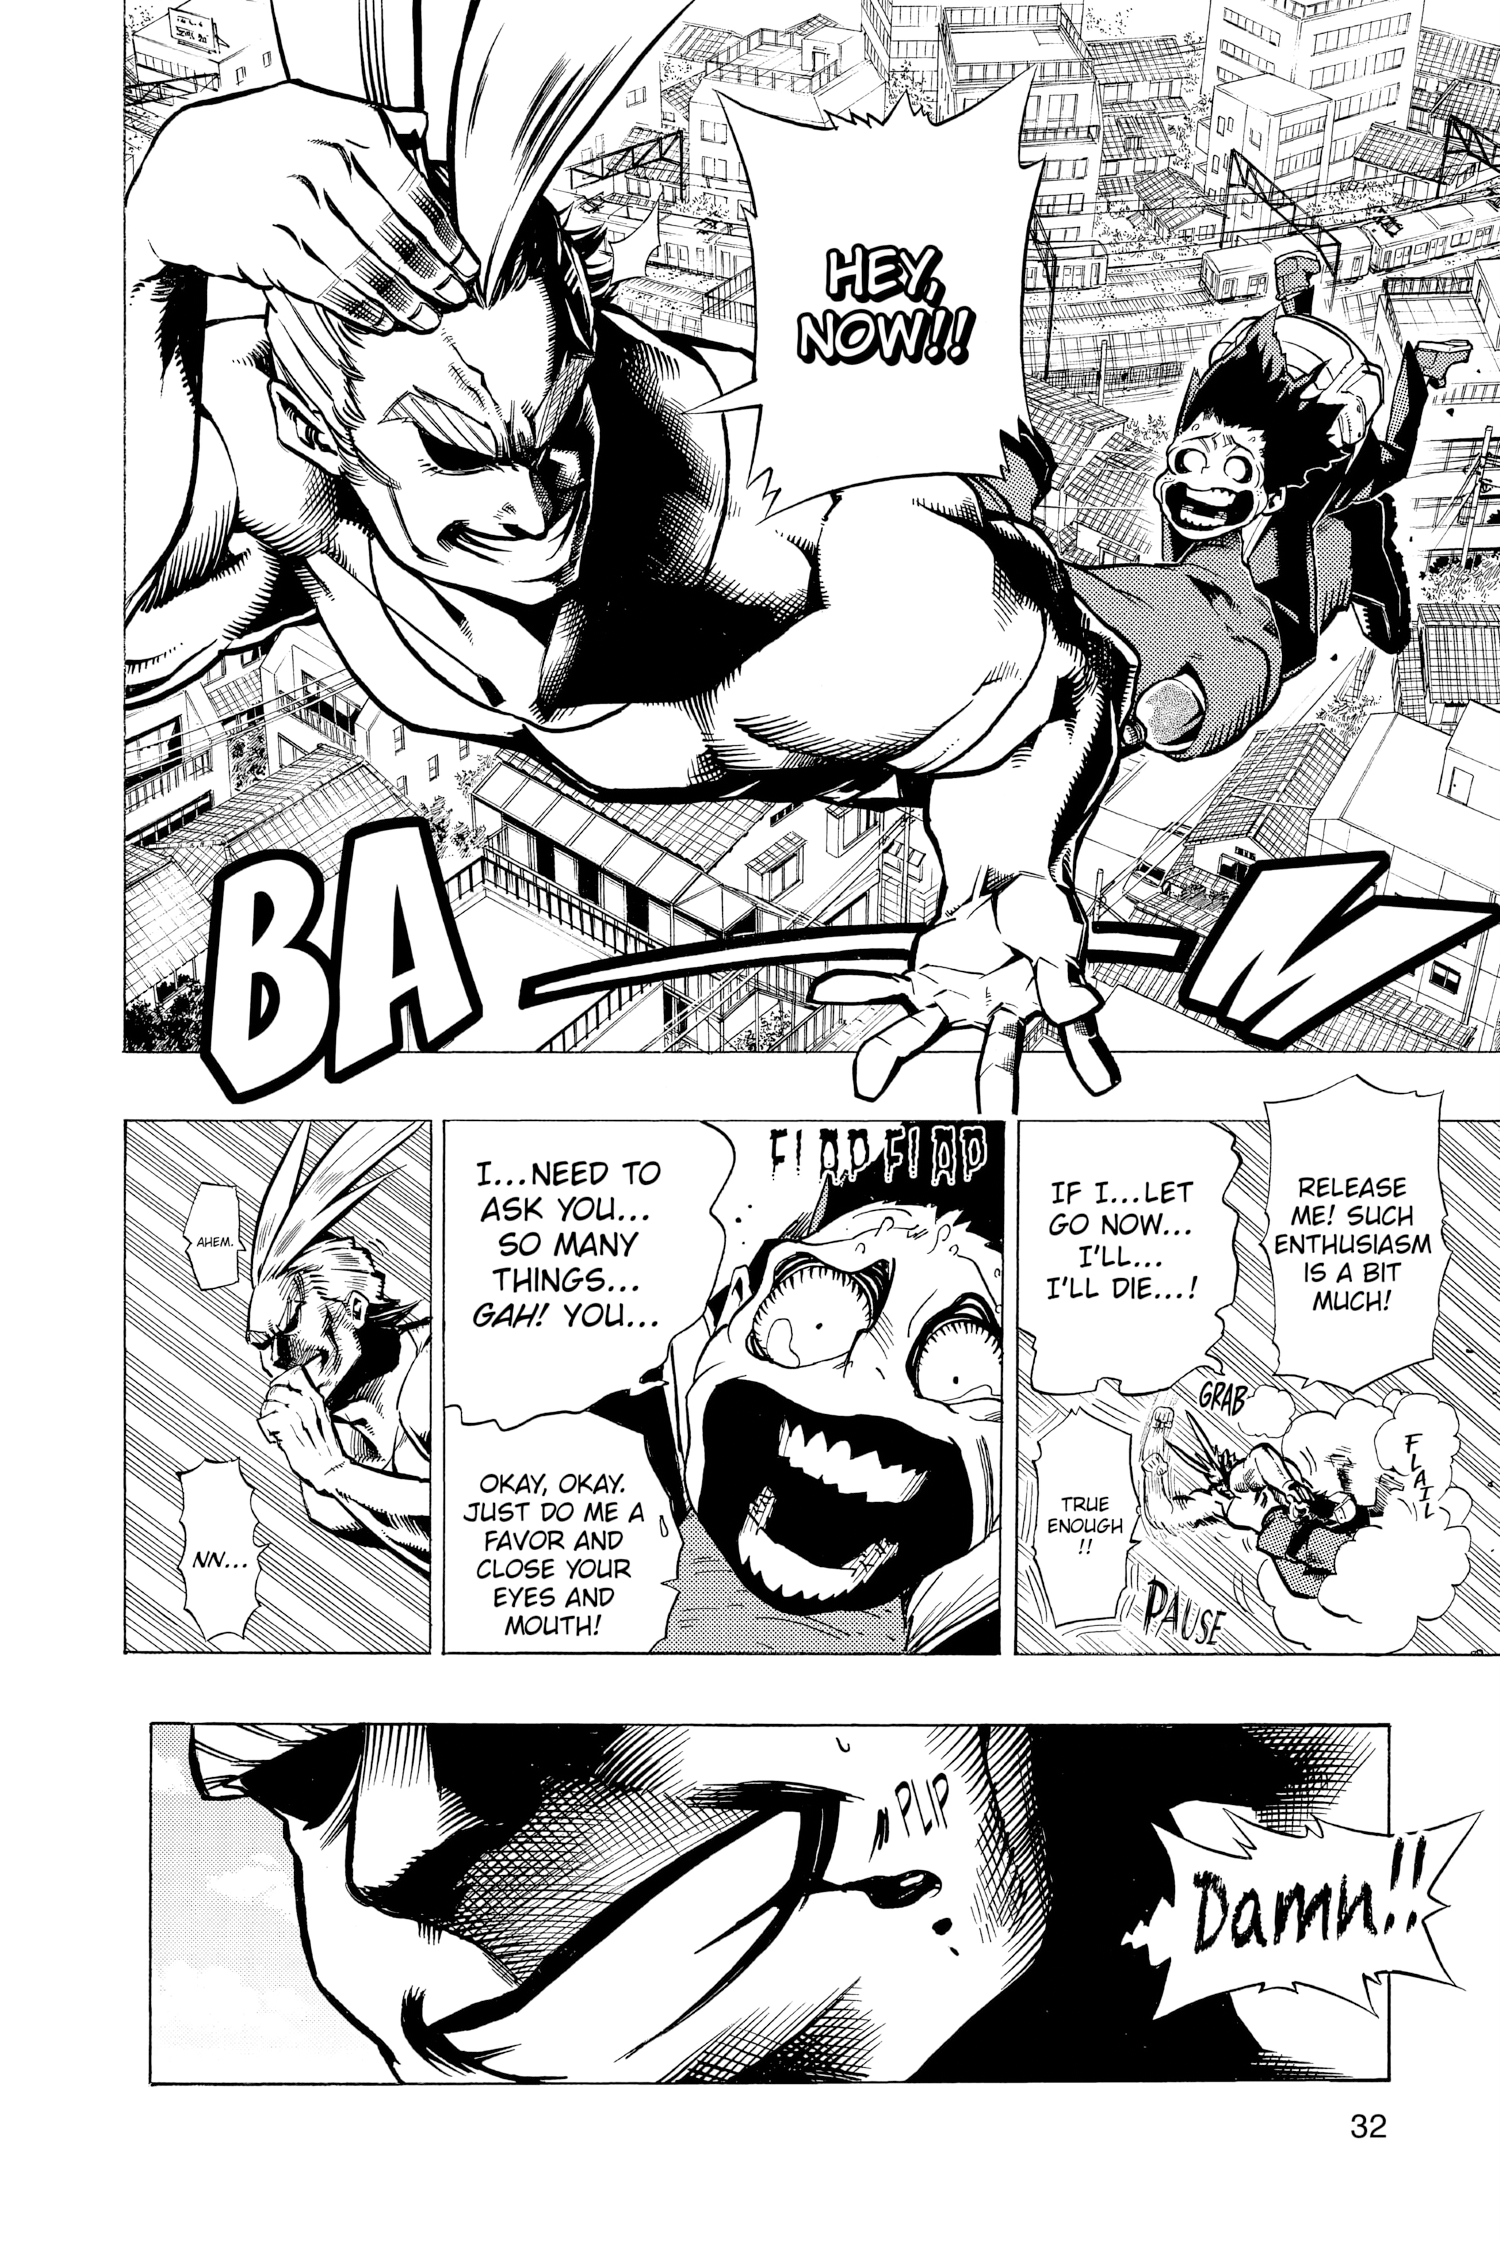 HEY,
NOW!!
BA—M
RELEASE
ME! SUCH
ENTHUSIASM
IS A BIT
MUCH!
IF I...LET
GO NOW...
I'LL...
I'LL DIE...!
GRAB
FLAIL
TRUE
ENOUGH
!!
PAUSE
FLAP FLAP
I...NEED TO
ASK YOU...
SO MANY
THINGS...
GAH! YOU...
OKAY, OKAY.
JUST DO ME A
FAVOR AND
CLOSE YOUR
EYES AND
MOUTH!
AHEM.
NN...
PLIP
Damn!!
32